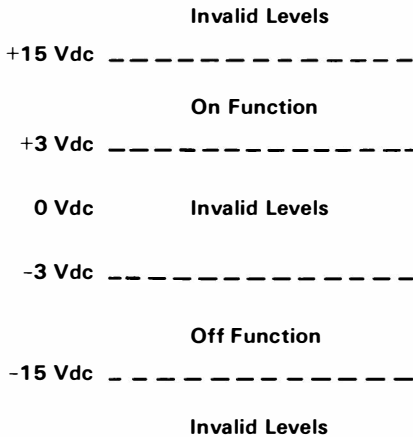 Invalid Levels
+15 Vdc
On Function
+3 Vdc
0 Vdc Invalid Levels
-3 Vdc
Off Function
-15 Vdc
Invalid Levels